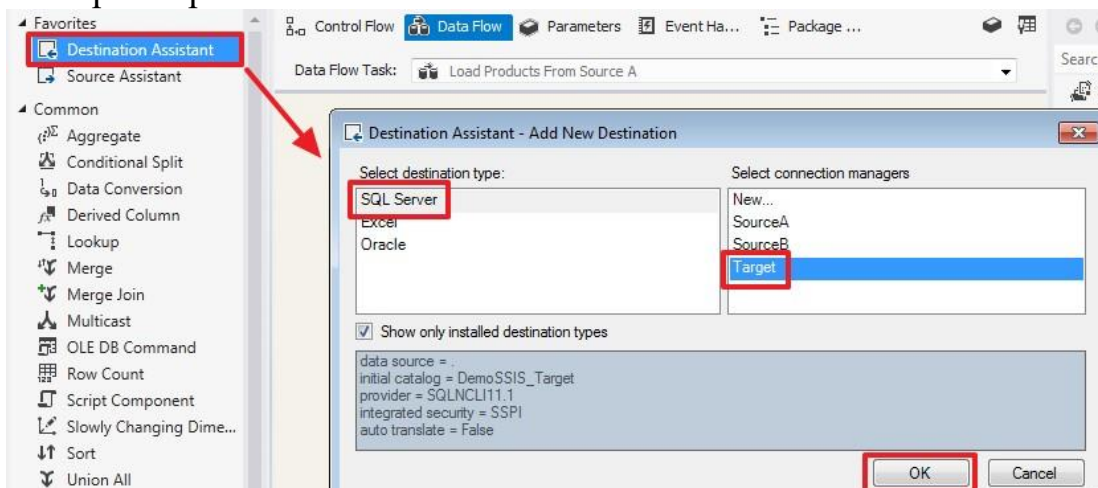 Favorites
Destination Assistant
Source Assistant
Common
Aggregate
Conditional Split
Data Conversion
Derived Column
Lookup
Merge
Merge Join
Multicast
OLE DB Command
Row Count
Script Component
Slowly Changing Dime...
Sort
Union All
Control Flow Data Flow Parameters Event Ha... Package ...
Data Flow Task: Load Products From Source A
Searc
Destination Assistant - Add New Destination
Select destination type:
SQL Server
Excel
Oracle
Select connection managers
New...
SourceA
SourceB
Target
Show only installed destination types
data source = .
initial catalog = DemoSSIS_Target
provider = SQLNCLI11.1
integrated security = SSPI
auto translate = False
OK Cancel